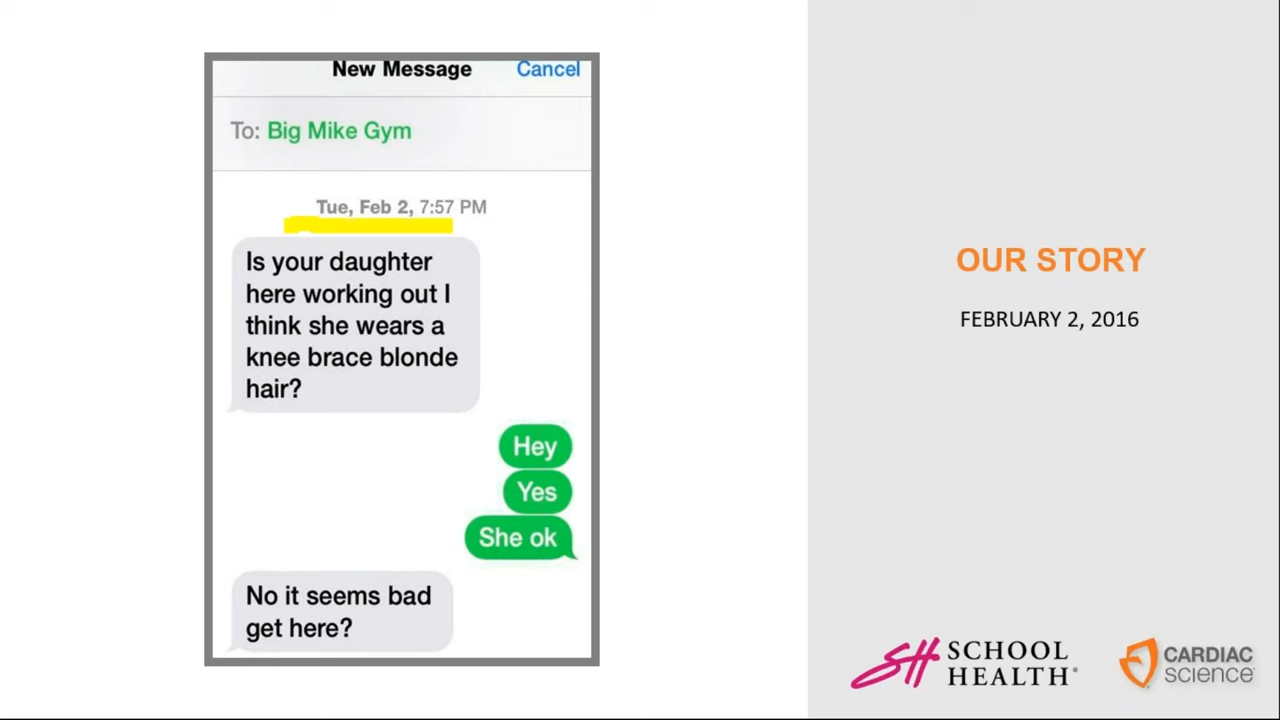 New Message
Cancel
To: Big Mike Gym
Tue, Feb 2, 7:57 PM
Is your daughter
here working out I
think she wears a
knee brace blonde
hair?
Hey
Yes
She ok
No it seems bad
get here?
OUR STORY
FEBRUARY 2, 2016
SH SCHOOL
HEALTH®
CARDIAC
science